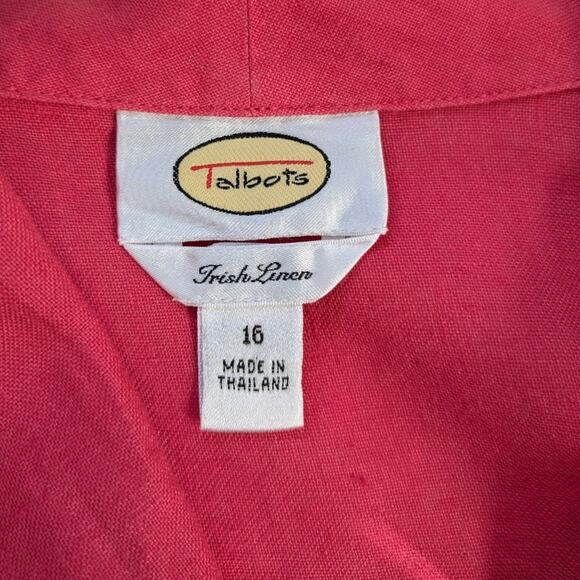 Talbots
Irish Linen
16
MADE IN
THAILAND